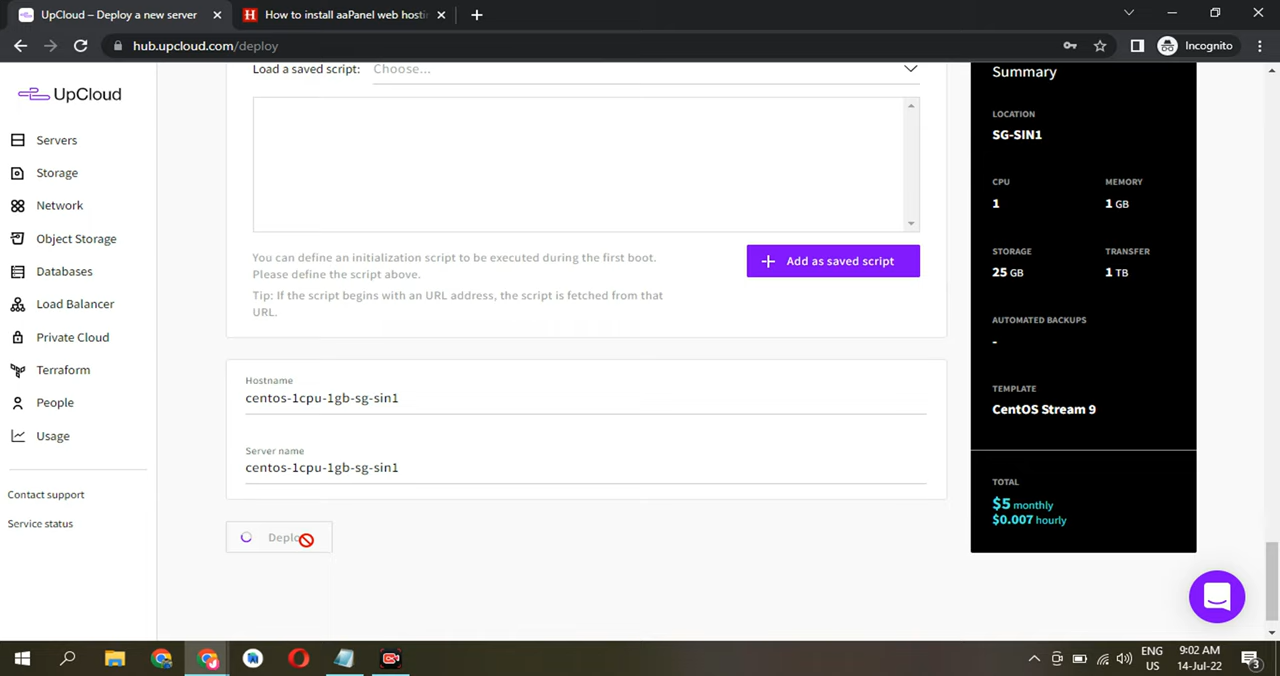 UpCloud – Deploy a new server
How to install aaPanel web hosti
hub.upcloud.com/deploy
Incognito
UpCloud
Servers
Storage
Network
Object Storage
Databases
Load Balancer
Private Cloud
Terraform
People
Usage
Contact support
Service status
Load a saved script: Choose...
You can define an initialization script to be executed during the first boot.
Please define the script above.
Tip: If the script begins with an URL address, the script is fetched from that
URL.
Add as saved script
Hostname
centos-1cpu-1gb-sg-sin1
Server name
centos-1cpu-1gb-sg-sin1
Deplo
Summary
LOCATION
SG-SIN1
CPU MEMORY
1 1 GB
STORAGE TRANSFER
25 GB 1 TB
AUTOMATED BACKUPS
-
TEMPLATE
CentOS Stream 9
TOTAL
$5 monthly
$0.007 hourly
ENG
US
9:02 AM
14-Jul-22
3